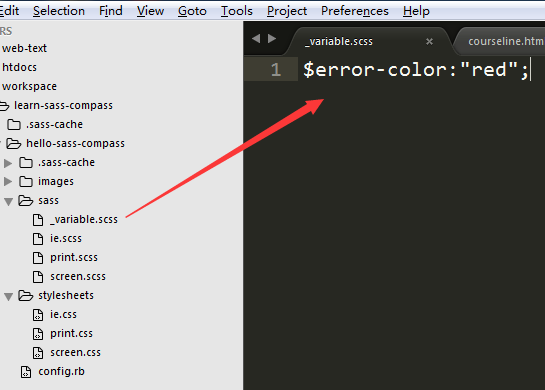 Edit Selection Find View Goto Tools Project Preferences Help
RS
web-text
htdocs
workspace
learn-sass-compass
.sass-cache
hello-sass-compass
.sass-cache
images
sass
_variable.scss
ie.scss
print.scss
screen.scss
stylesheets
ie.css
print.css
screen.css
config.rb
_variable.scss × courseline.htm
1 $error-color:"red";